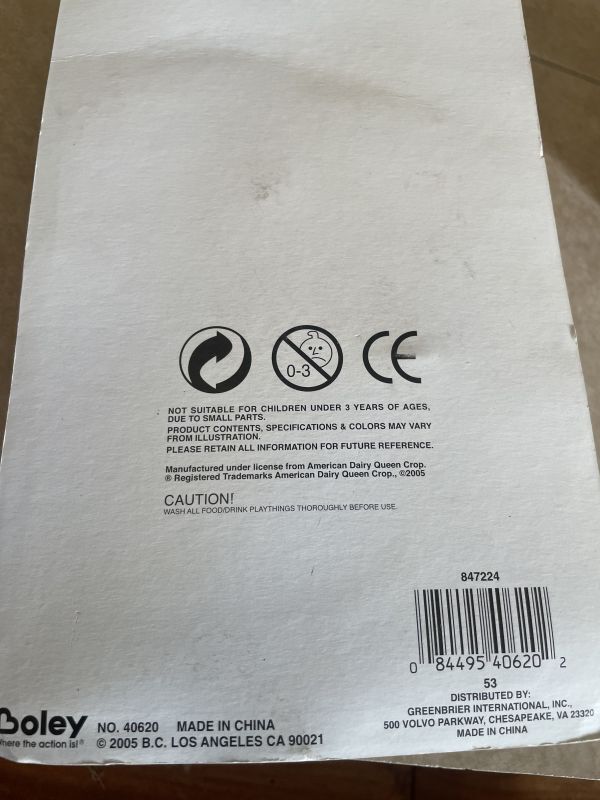 0-3
CE
NOT SUITABLE FOR CHILDREN UNDER 3 YEARS OF AGES,
DUE TO SMALL PARTS.
PRODUCT CONTENTS, SPECIFICATIONS & COLORS MAY VARY
FROM ILLUSTRATION.
PLEASE RETAIN ALL INFORMATION FOR FUTURE REFERENCE.
Manufactured under license from American Dairy Queen Crop.
® Registered Trademarks American Dairy Queen Crop., ©2005
CAUTION!
WASH ALL FOOD/DRINK PLAYTHINGS THOROUGHLY BEFORE USE.
847224
0 84495 40620 2
53
DISTRIBUTED BY:
GREENBRIER INTERNATIONAL, INC.,
500 VOLVO PARKWAY, CHESAPEAKE, VA 23320
MADE IN CHINA
Boley
here the action is!®
NO. 40620 MADE IN CHINA
© 2005 B.C. LOS ANGELES CA 90021